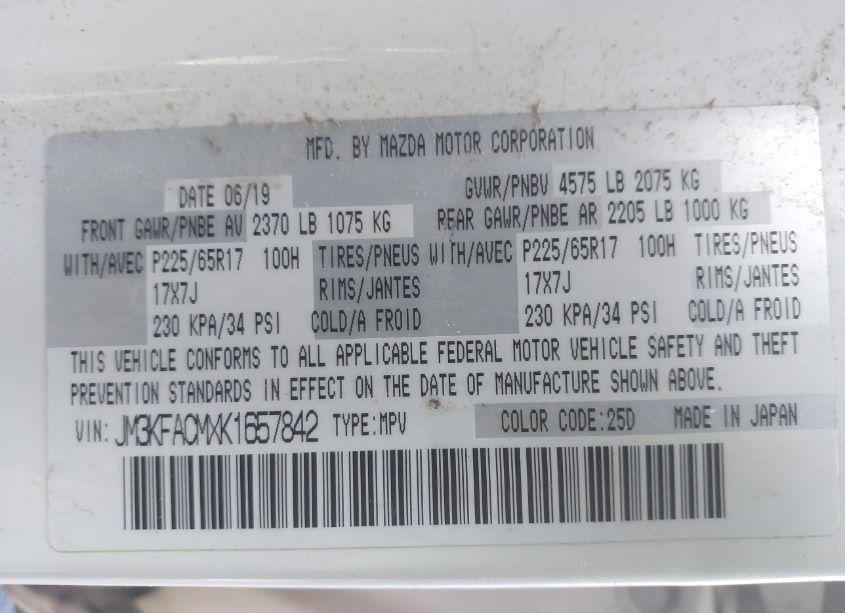 MFD. BY MAZDA MOTOR CORPORATION
DATE 06/19 GVWR/PNBV 4575 LB 2075 KG
FRONT GAWR/PNBE AV 2370 LB 1075 KG REAR GAWR/PNBE AR 2205 LB 1000 KG
WITH/AVEC P225/65R17 100H TIRES/PNEUS WITH/AVEC P225/65R17 100H TIRES/PNEUS
17X7J RIMS/JANTES 17X7J RIMS/JANTES
230 KPA/34 PSI COLD/A FROID 230 KPA/34 PSI COLD/A FROID
THIS VEHICLE CONFORMS TO ALL APPLICABLE FEDERAL MOTOR VEHICLE SAFETY AND THEFT
PREVENTION STANDARDS IN EFFECT ON THE DATE OF MANUFACTURE SHOWN ABOVE.
VIN: JM3KFACMXK1657842 TYPE:MPV COLOR CODE:25D MADE IN JAPAN